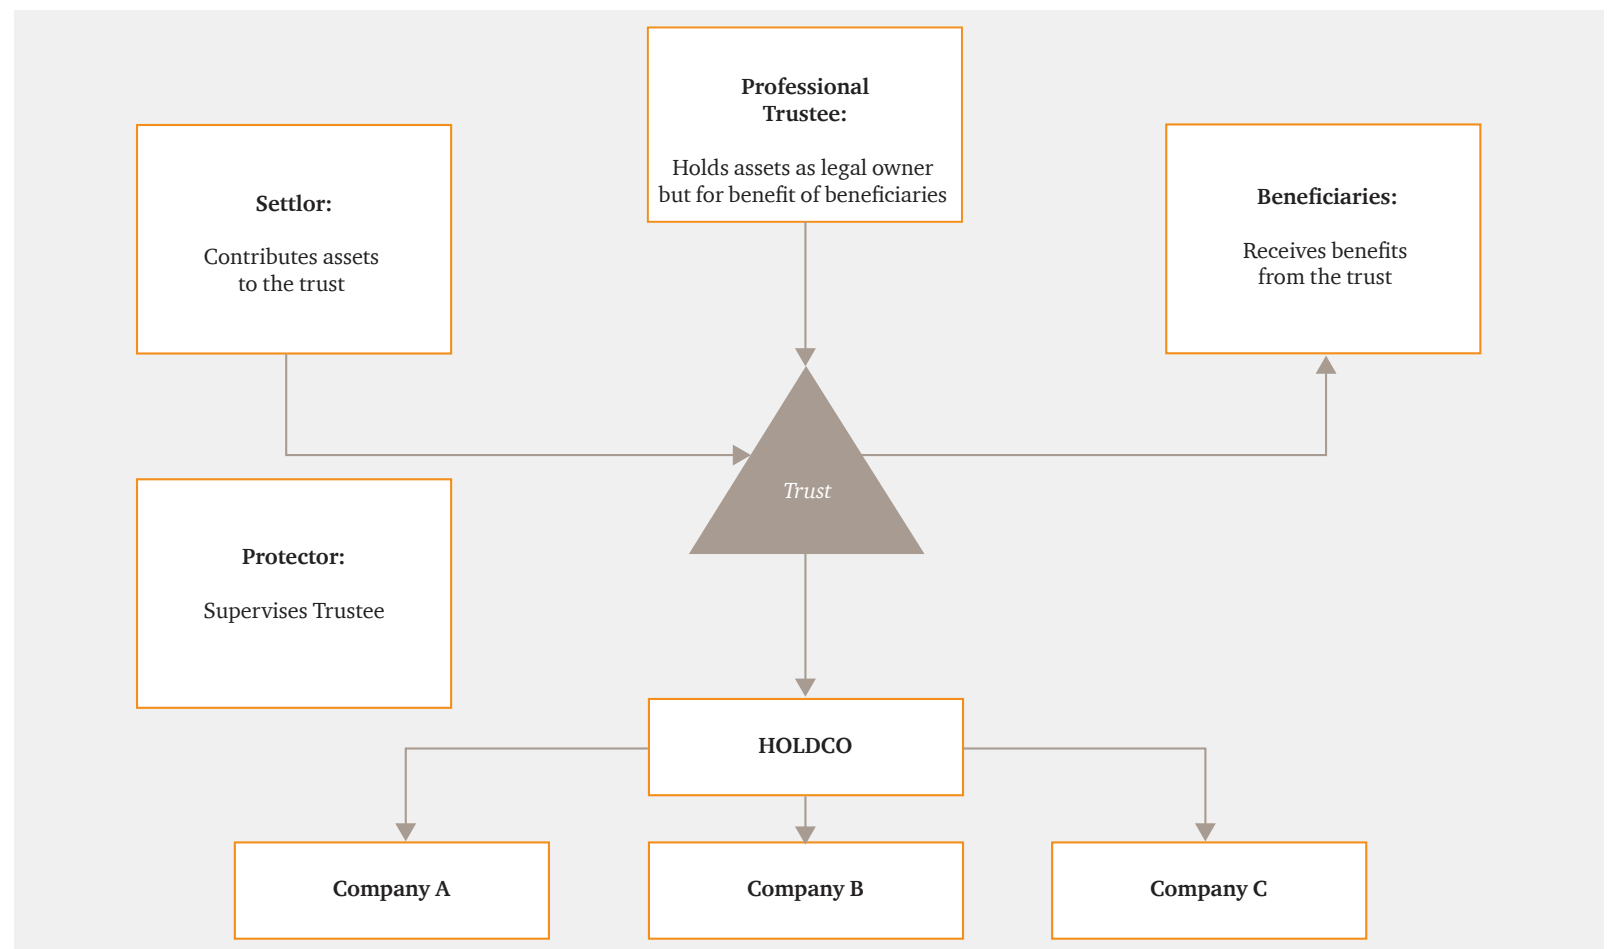 Professional
Trustee:
Holds assets as legal owner
but for benefit of beneficiaries
Settlor:
Contributes assets
to the trust
Beneficiaries:
Receives benefits
from the trust
Trust
Protector:
Supervises Trustee
HOLDCO
Company A
Company B
Company C